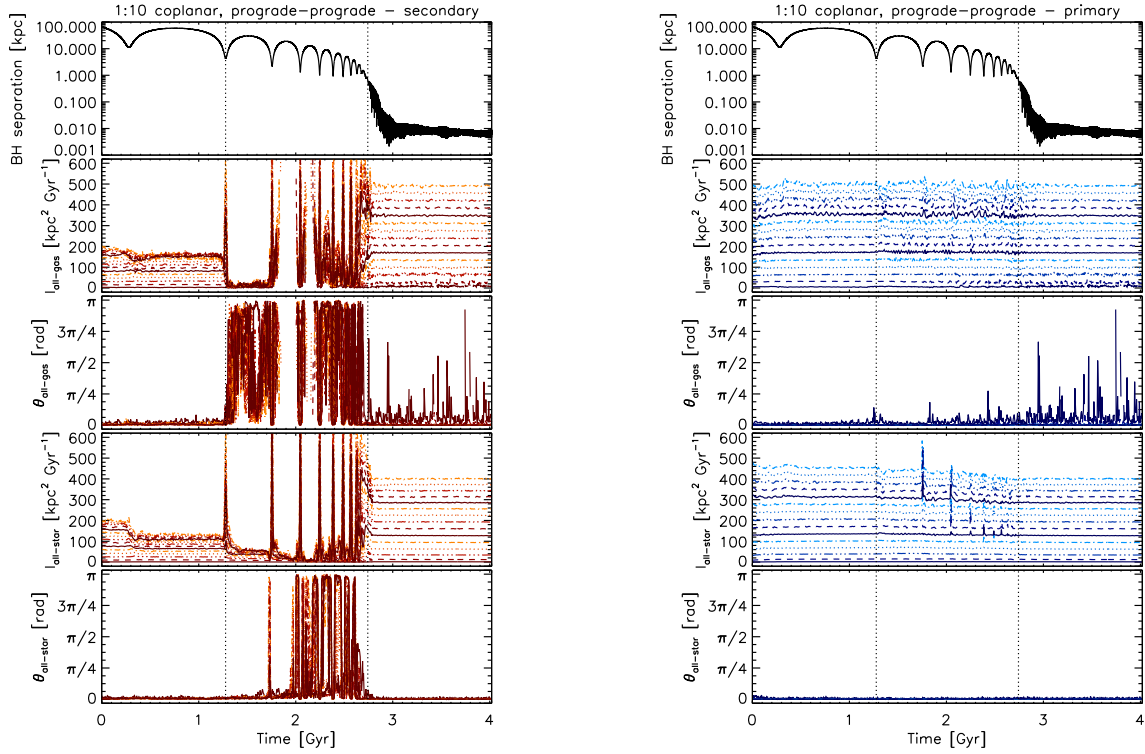 1:10 coplanar, prograde-prograde - secondary
BH separation [kpc]
100.000
10.000
1.000
0.100
0.010
0.001
l_all-gas [kpc² Gyr⁻¹]
600
500
400
300
200
100
0
θ_all-gas [rad]
π
3π/4
π/2
π/4
0
l_all-star [kpc² Gyr⁻¹]
600
500
400
300
200
100
0
θ_all-star [rad]
π
3π/4
π/2
π/4
0
0 1 2 3 4
Time [Gyr]
1:10 coplanar, prograde-prograde - primary
BH separation [kpc]
100.000
10.000
1.000
0.100
0.010
0.001
l_all-gas [kpc² Gyr⁻¹]
600
500
400
300
200
100
0
θ_all-gas [rad]
π
3π/4
π/2
π/4
0
l_all-star [kpc² Gyr⁻¹]
600
500
400
300
200
100
0
θ_all-star [rad]
π
3π/4
π/2
π/4
0
0 1 2 3 4
Time [Gyr]